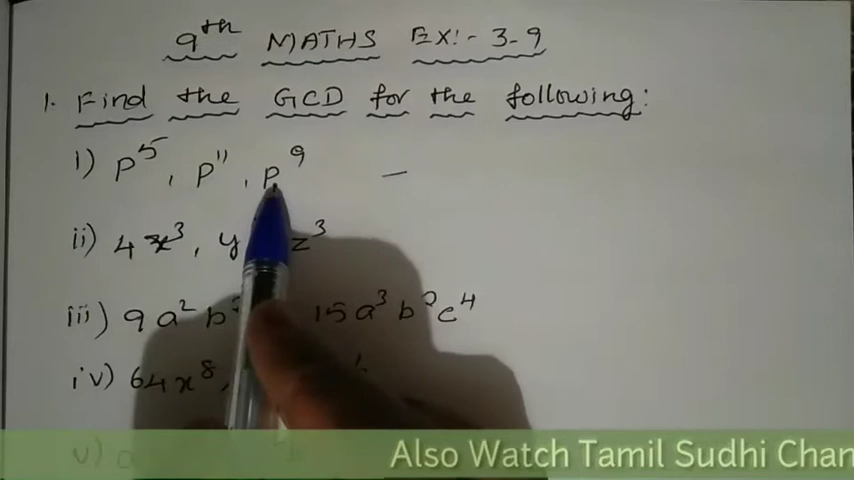 9th MATHS EX:- 3-9
1. Find the GCD for the following:
i) p⁵, p¹¹, p⁹ —
ii) 4x³, y z³
iii) 9a²b 15a³b²c⁴
iv) 64x⁸,
v) a
Also Watch Tamil Sudhi Chan